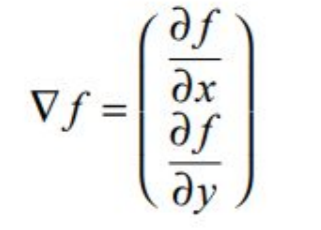 ∇f = ( ∂f/∂x
∂f/∂y )